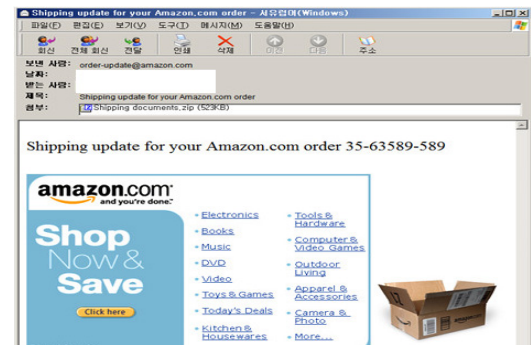 Shipping update for your Amazon.com order - 서유럽어(Windows)
파일(F) 편집(E) 보기(V) 도구(T) 메시지(M) 도움말(H)
회신 전체 회신 전달 인쇄 삭제 이전 다음 주소
보낸 사람: order-update@amazon.com
날짜:
받는 사람:
제목: Shipping update for your Amazon.com order
첨부: Shipping documents.zip (523KB)
Shipping update for your Amazon.com order 35-63589-589
amazon.com
and you're done.™
Shop
Now &
Save
Click here
Electronics
Books
Music
DVD
Video
Toys & Games
Today's Deals
Kitchen &
Housewares
Tools &
Hardware
Computer &
Video Games
Outdoor
Living
Apparel &
Accessories
Camera &
Photo
More...